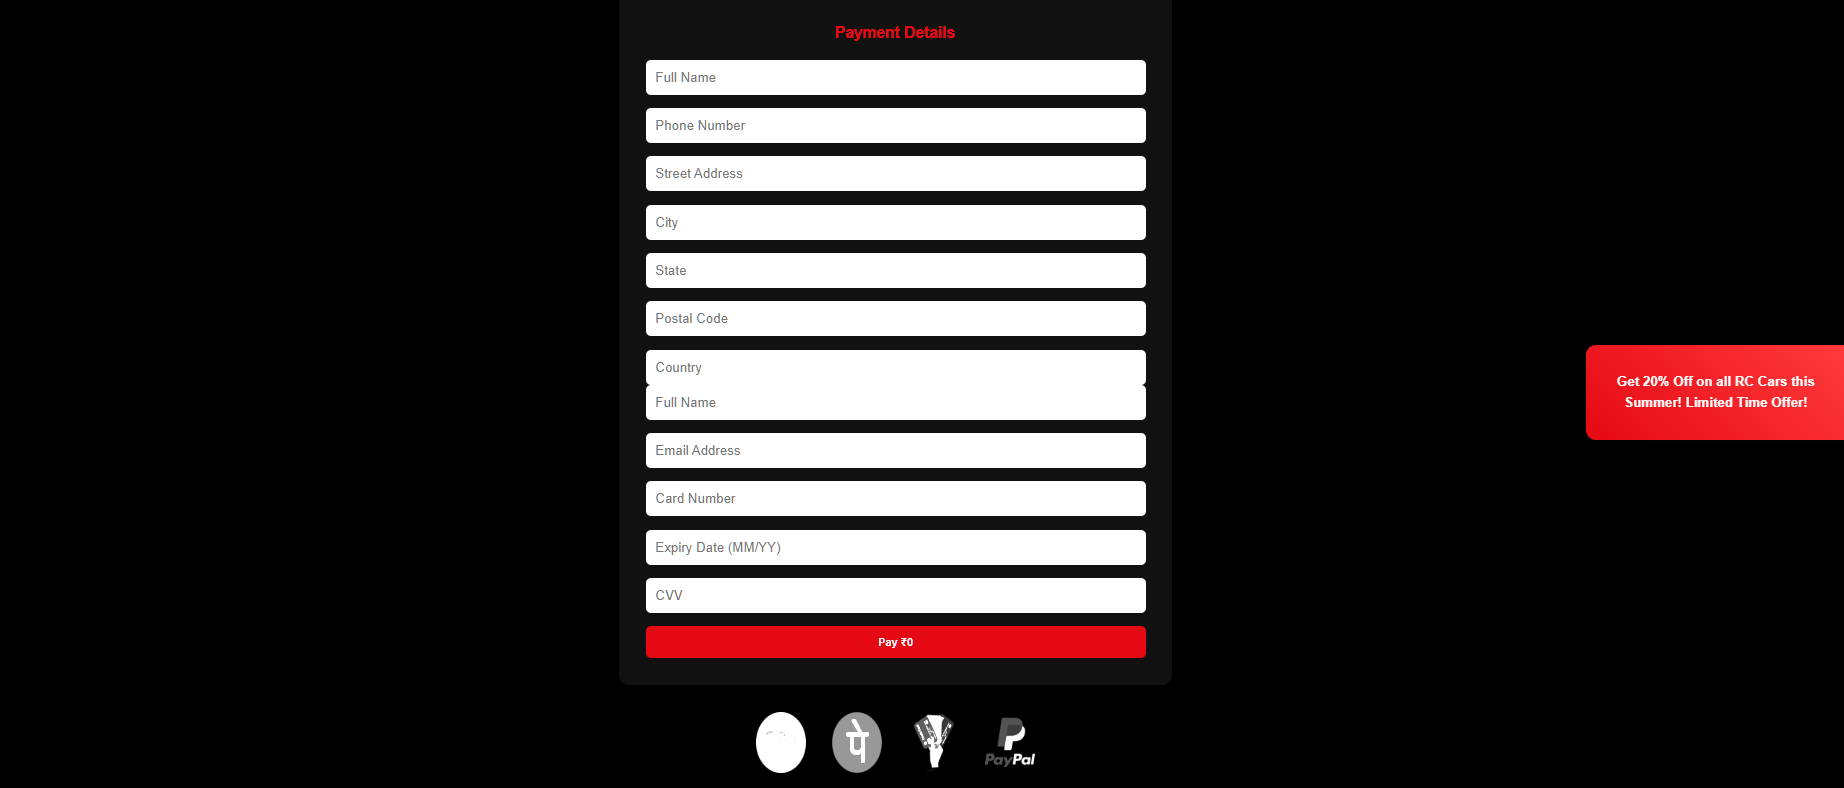 Payment Details
Full Name
Phone Number
Street Address
City
State
Postal Code
Country
Full Name
Email Address
Card Number
Expiry Date (MM/YY)
CVV
Pay ₹0
Get 20% Off on all RC Cars this
Summer! Limited Time Offer!
पे
PayPal